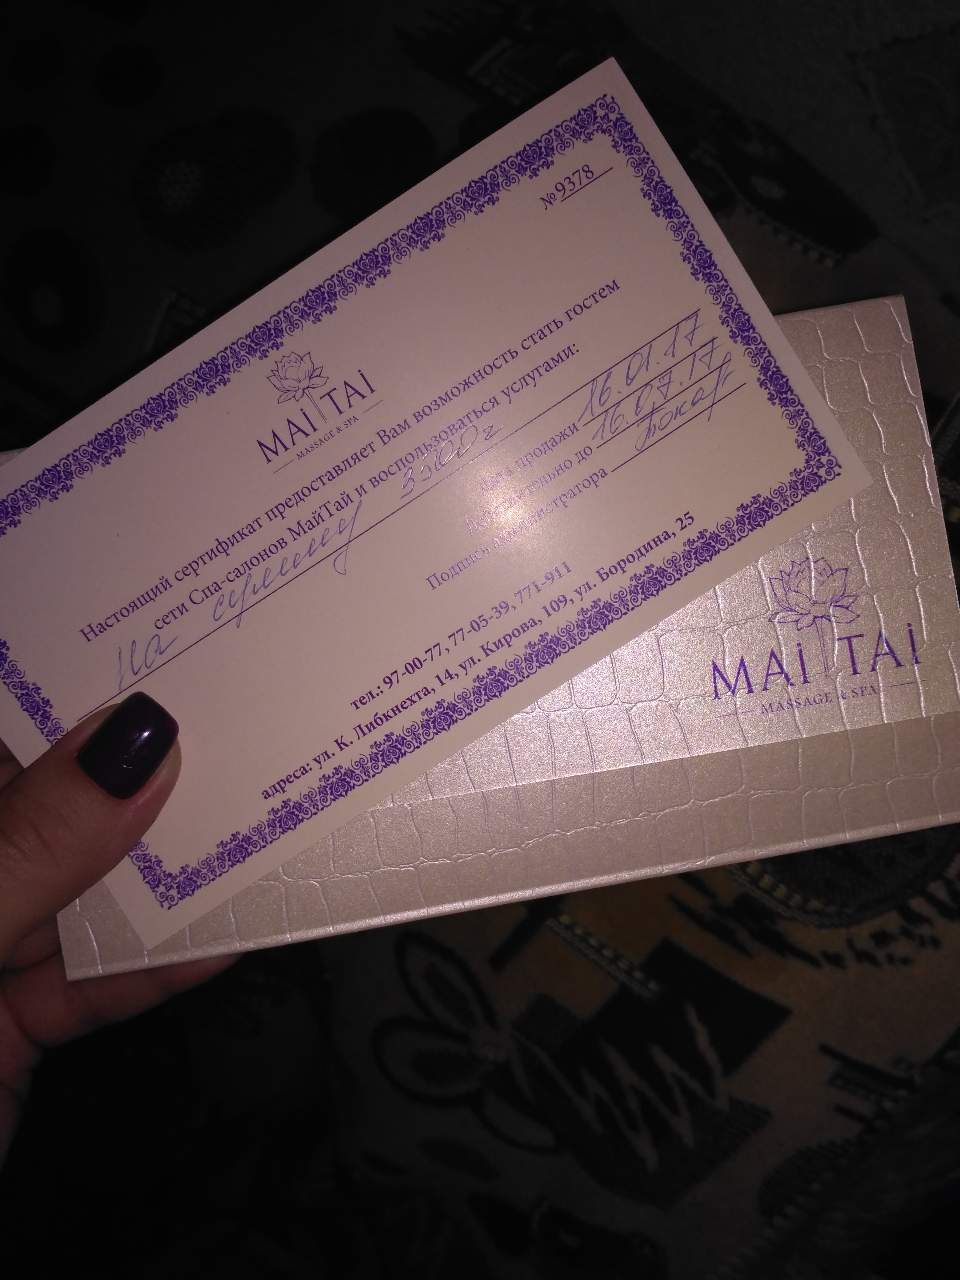 № 9378
MAI TAI
MASSAGE & SPA
Настоящий сертификат предоставляет Вам возможность стать гостем
сети Спа-салонов МайТай и воспользоваться услугами:
на сумму
Дата продажи 16.01.17
Действительно до 16.07.17
Подпись администратора
тел.: 97-00-77, 77-05-39, 771-911
адреса: ул. К. Либкнехта, 14, ул. Кирова, 109, ул. Бородина, 25
MAI TAI
MASSAGE & SPA